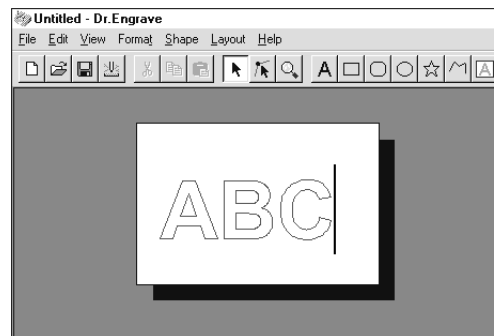 Untitled - Dr.Engrave
File Edit View Format Shape Layout Help
A A
ABC